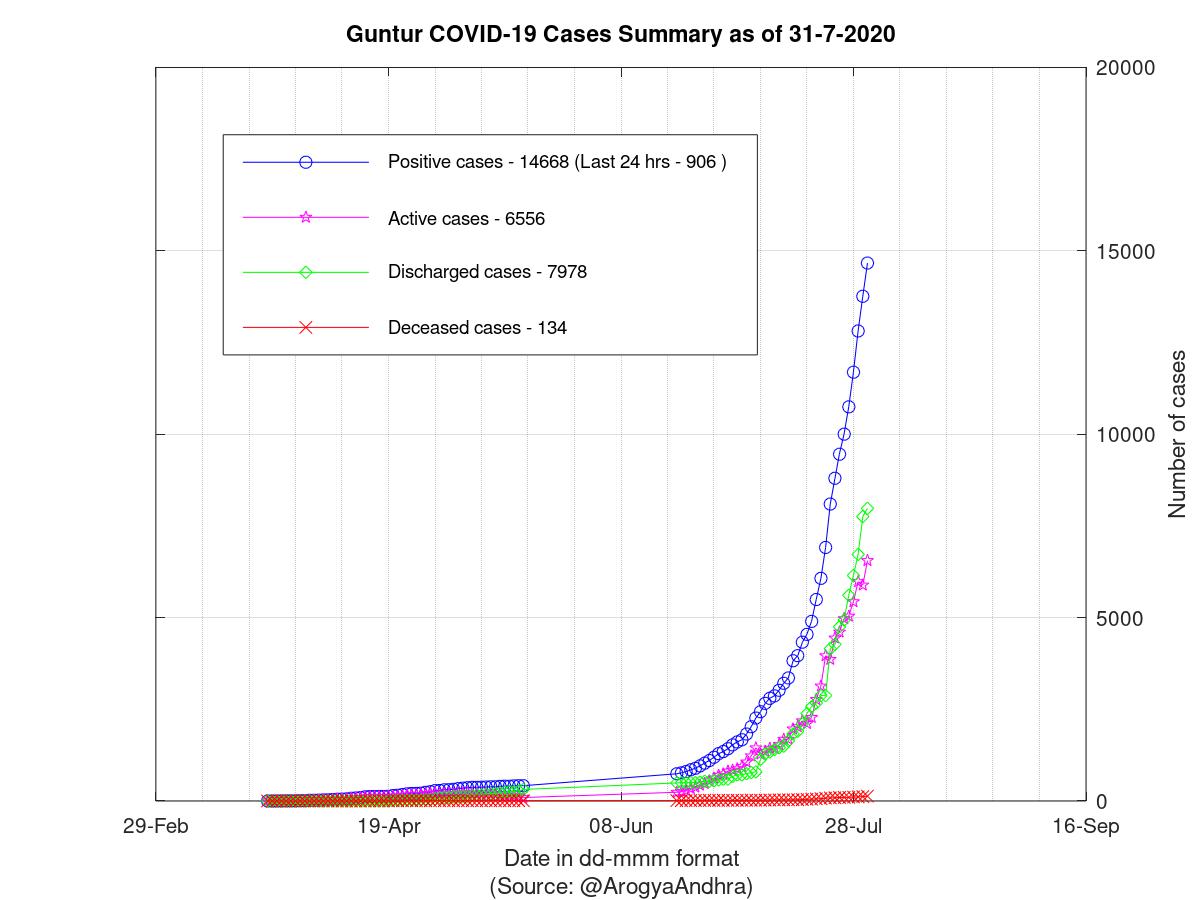 Guntur COVID-19 Cases Summary as of 31-7-2020
20000
Positive cases - 14668 (Last 24 hrs - 906 )
Active cases - 6556
15000
Discharged cases - 7978
Deceased cases - 134
10000
Number of cases
5000
0
29-Feb 19-Apr 08-Jun 28-Jul 16-Sep
Date in dd-mmm format
(Source: @ArogyaAndhra)